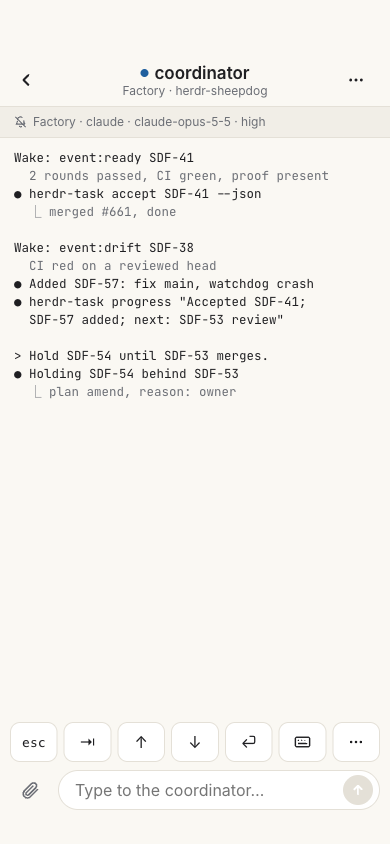 coordinator
Factory · herdr-sheepdog
Factory · claude · claude-opus-5-5 · high
Wake: event:ready SDF-41
2 rounds passed, CI green, proof present
● herdr-task accept SDF-41 --json
⎿ merged #661, done
Wake: event:drift SDF-38
CI red on a reviewed head
● Added SDF-57: fix main, watchdog crash
● herdr-task progress "Accepted SDF-41;
SDF-57 added; next: SDF-53 review"
> Hold SDF-54 until SDF-53 merges.
● Holding SDF-54 behind SDF-53
⎿ plan amend, reason: owner
esc
Type to the coordinator...